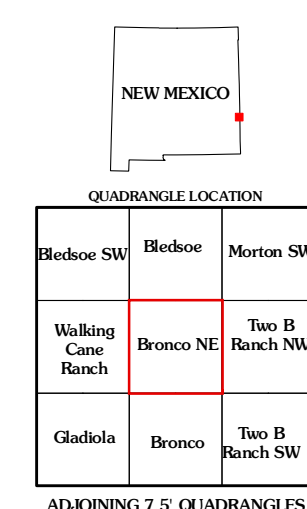 NEW MEXICO
QUADRANGLE LOCATION
Bledsoe SW
Bledsoe
Morton SW
Walking
Cane
Ranch
Bronco NE
Two B
Ranch NW
Gladiola
Bronco
Two B
Ranch SW
ADJOINING 7.5' QUADRANGLES